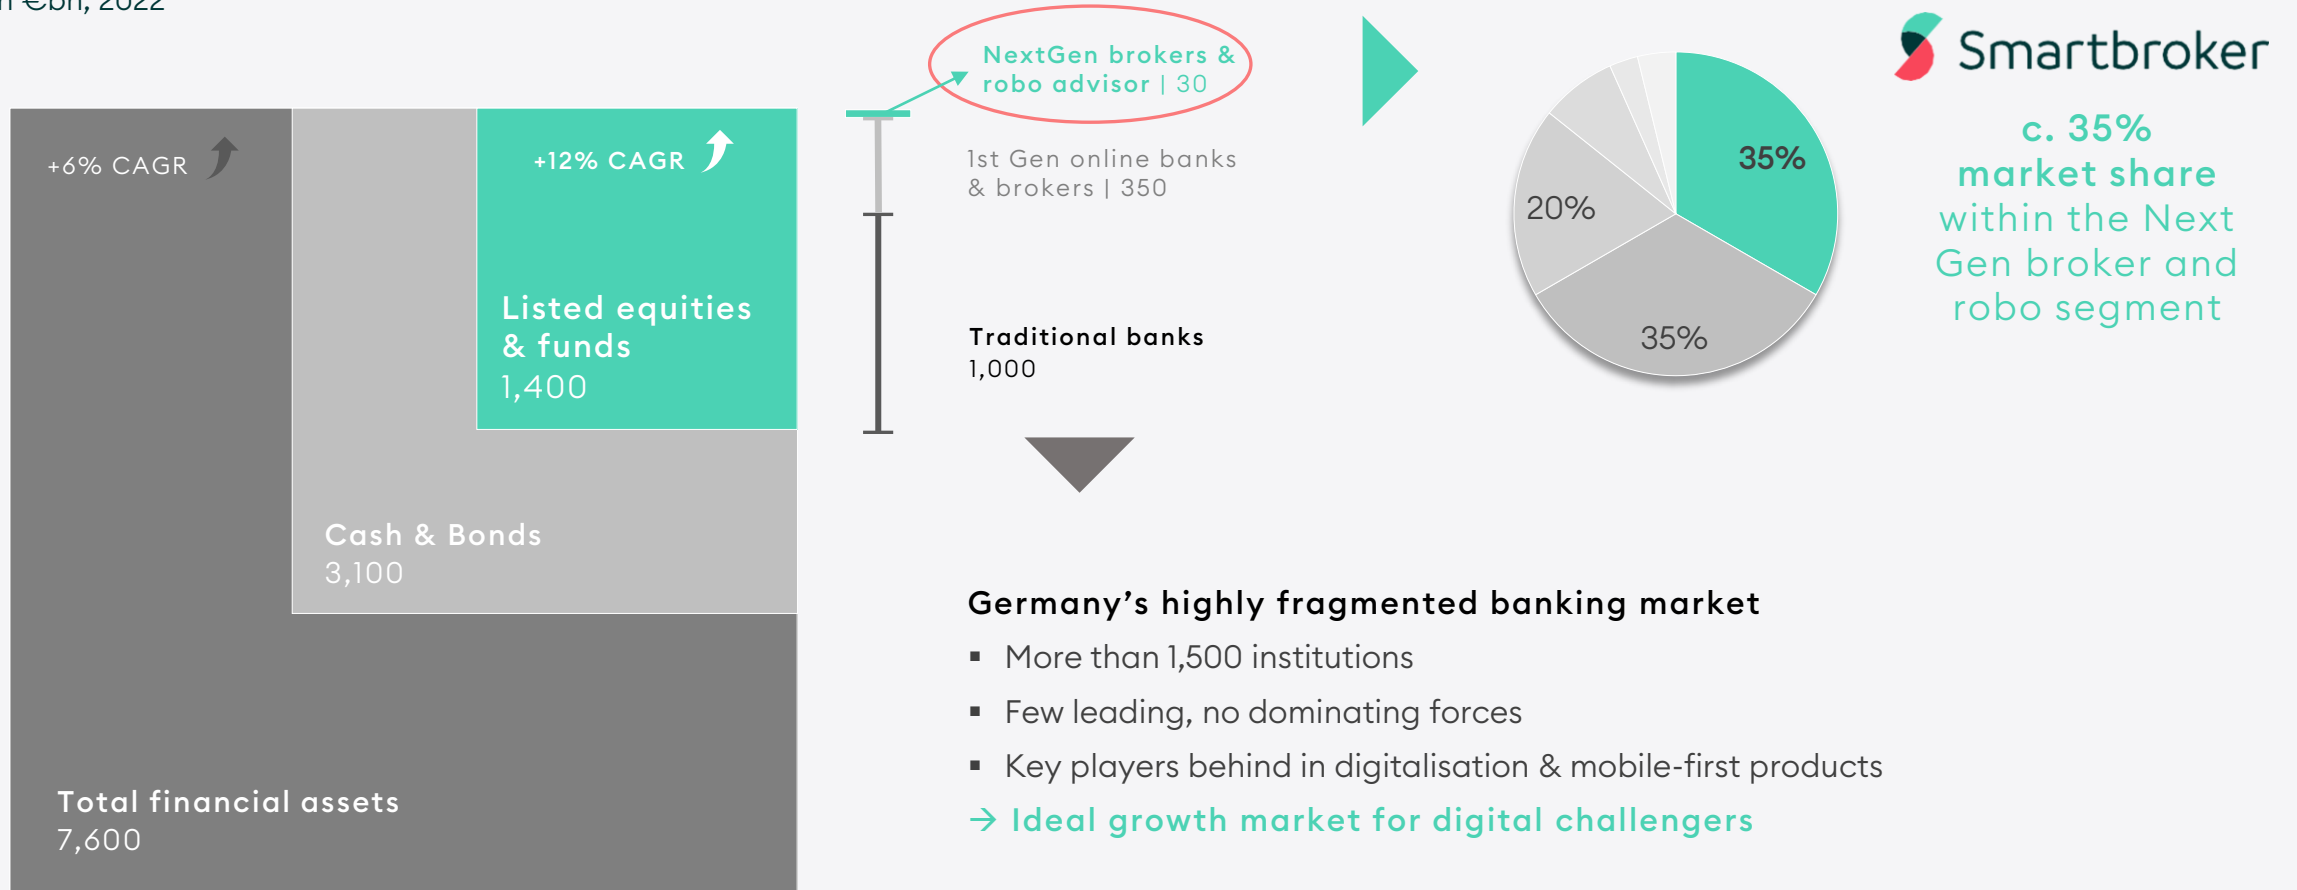 €bn, 2022
+6% CAGR
+12% CAGR
Listed equities
& funds
1,400
Cash & Bonds
3,100
Total financial assets
7,600
NextGen brokers &
robo advisor | 30
1st Gen online banks
& brokers | 350
Traditional banks
1,000
35%
20%
35%
Smartbroker
c. 35%
market share
within the Next
Gen broker and
robo segment
Germany’s highly fragmented banking market
▪ More than 1,500 institutions
▪ Few leading, no dominating forces
▪ Key players behind in digitalisation & mobile-first products
→ Ideal growth market for digital challengers